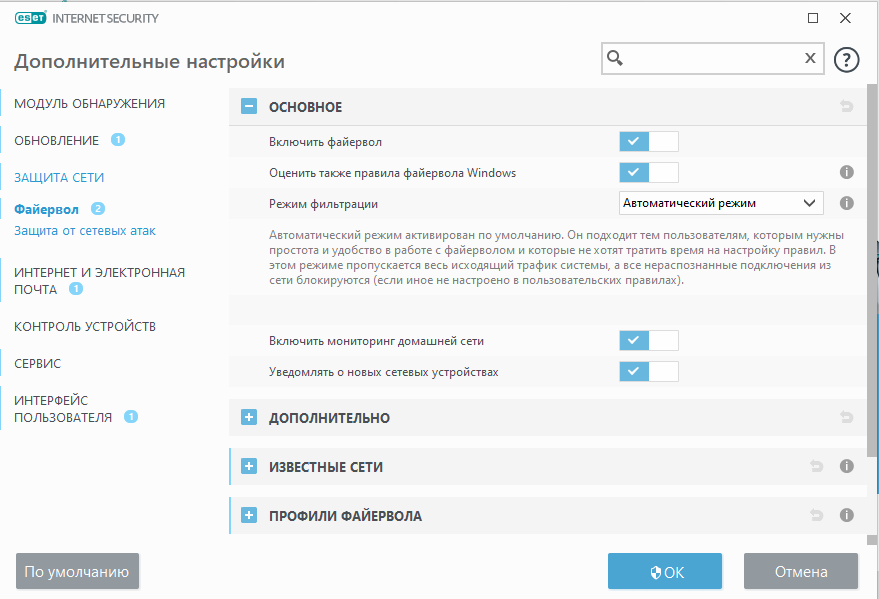 eset INTERNET SECURITY
Дополнительные настройки
МОДУЛЬ ОБНАРУЖЕНИЯ
ОБНОВЛЕНИЕ 1
ЗАЩИТА СЕТИ
Файервол 2
Защита от сетевых атак
ИНТЕРНЕТ И ЭЛЕКТРОННАЯ
ПОЧТА 1
КОНТРОЛЬ УСТРОЙСТВ
СЕРВИС
ИНТЕРФЕЙС
ПОЛЬЗОВАТЕЛЯ 1
ОСНОВНОЕ
Включить файервол
Оценить также правила файервола Windows
Режим фильтрации Автоматический режим
Автоматический режим активирован по умолчанию. Он подходит тем пользователям, которым нужны
простота и удобство в работе с файерволом и которые не хотят тратить время на настройку правил. В
этом режиме пропускается весь исходящий трафик системы, а все нераспознанные подключения из
сети блокируются (если иное не настроено в пользовательских правилах).
Включить мониторинг домашней сети
Уведомлять о новых сетевых устройствах
ДОПОЛНИТЕЛЬНО
ИЗВЕСТНЫЕ СЕТИ
ПРОФИЛИ ФАЙЕРВОЛА
По умолчанию
OK
Отмена